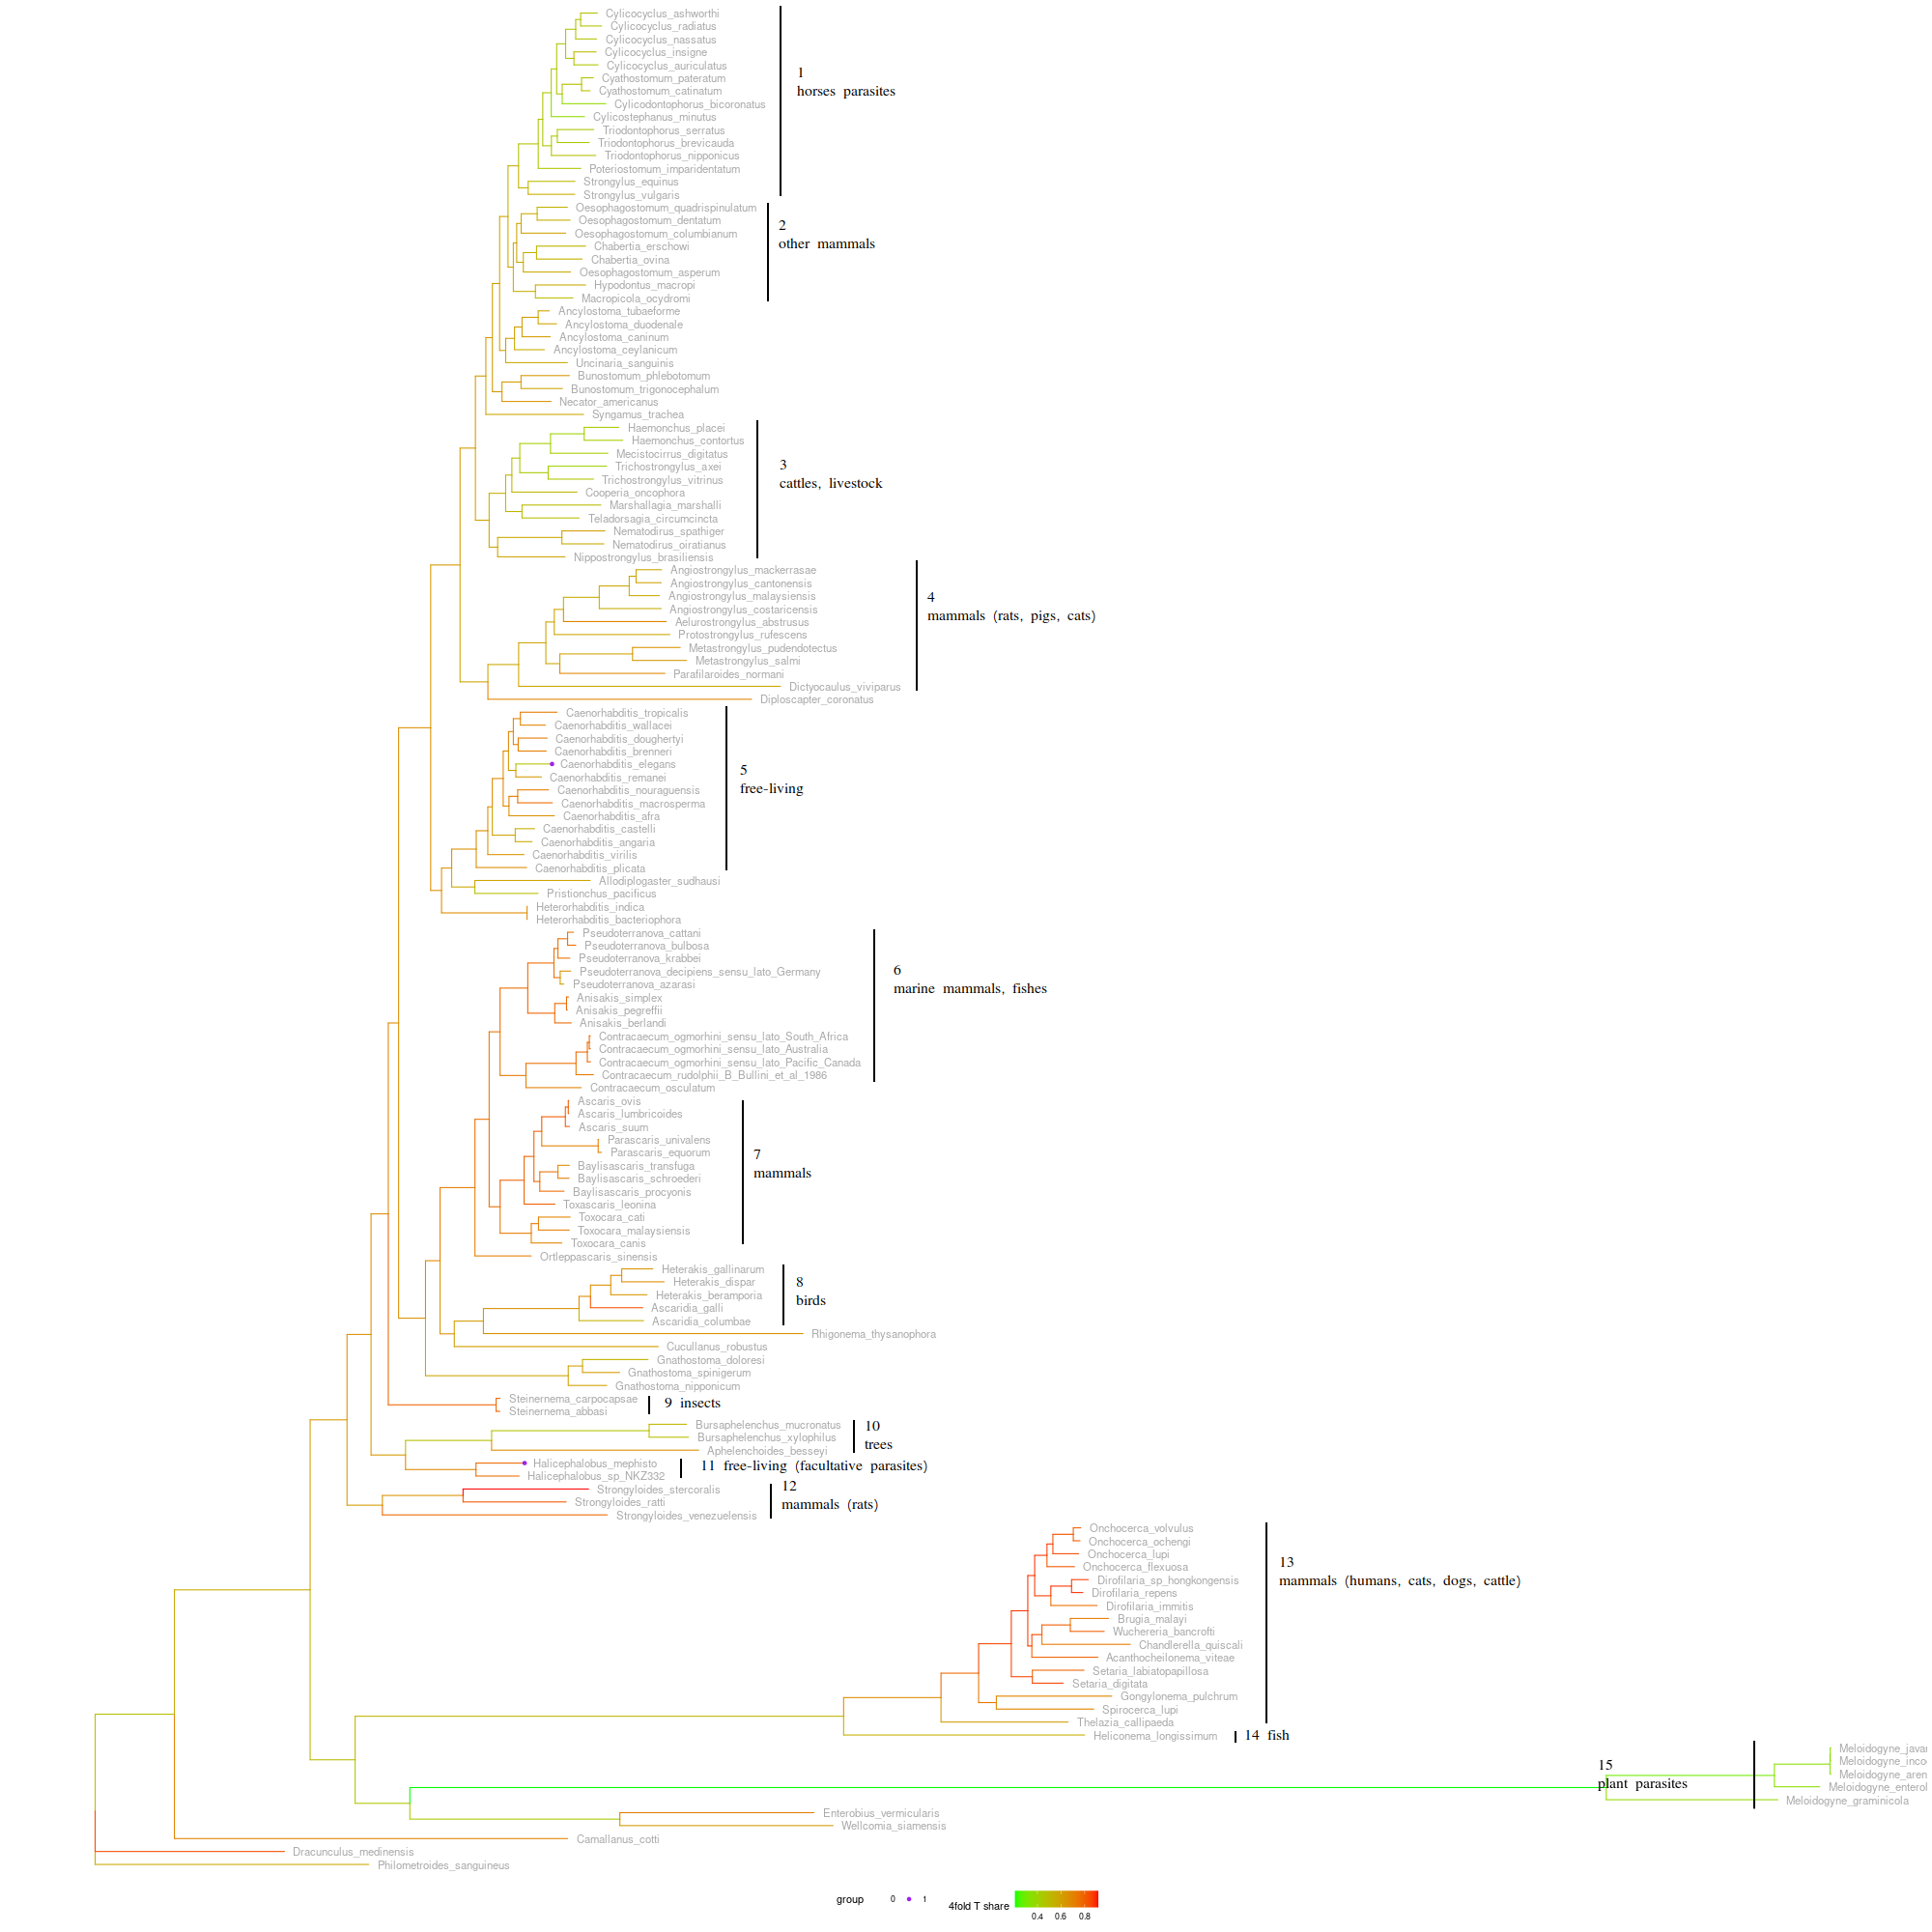 Cylicocyclus_ashworthi
Cylicocyclus_radiatus
Cylicocyclus_nassatus
Cylicocyclus_insigne
Cylicocyclus_auriculatus
1
horses parasites
Cyathostomum_pateratum
Cyathostomum_catinatum
Cylicodontophorus_bicoronatus
Cylicostephanus_minutus
Triodontophorus_serratus
Triodontophorus_brevicauda
Triodontophorus_nipponicus
Poteriostomum_imparidentatum
Strongylus_equinus
Strongylus_vulgaris
Oesophagostomum_quadrispinulatum
Oesophagostomum_dentatum
2
other mammals
Oesophagostomum_columbianum
Chabertia_erschowi
Chabertia_ovina
Oesophagostomum_asperum
Hypodontus_macropi
Macropicola_ocydromi
Ancylostoma_tubaeforme
Ancylostoma_duodenale
Ancylostoma_caninum
Ancylostoma_ceylanicum
Uncinaria_sanguinis
Bunostomum_phlebotomum
Bunostomum_trigonocephalum
Necator_americanus
Syngamus_trachea
Haemonchus_placei
Haemonchus_contortus
Mecistocirrus_digitatus
Trichostrongylus_axei
3
cattles, livestock
Trichostrongylus_vitrinus
Cooperia_oncophora
Marshallagia_marshalli
Teladorsagia_circumcincta
Nematodirus_spathiger
Nematodirus_oiratianus
Nippostrongylus_brasiliensis
Angiostrongylus_mackerrasae
Angiostrongylus_cantonensis
Angiostrongylus_malaysiensis
4
mammals (rats, pigs, cats)
Angiostrongylus_costaricensis
Aelurostrongylus_abstrusus
Protostrongylus_rufescens
Metastrongylus_pudendotectus
Metastrongylus_salmi
Parafilaroides_normani
Dictyocaulus_viviparus
Diploscapter_coronatus
Caenorhabditis_tropicalis
Caenorhabditis_wallacei
Caenorhabditis_doughertyi
Caenorhabditis_brenneri
Caenorhabditis_elegans
5
free-living
Caenorhabditis_remanei
Caenorhabditis_nouraguensis
Caenorhabditis_macrosperma
Caenorhabditis_afra
Caenorhabditis_castelli
Caenorhabditis_angaria
Caenorhabditis_virilis
Caenorhabditis_plicata
Allodiplogaster_sudhausi
Pristionchus_pacificus
Heterorhabditis_indica
Heterorhabditis_bacteriophora
Pseudoterranova_cattani
Pseudoterranova_bulbosa
Pseudoterranova_krabbei
Pseudoterranova_decipiens_sensu_lato_Germany
6
marine mammals, fishes
Pseudoterranova_azarasi
Anisakis_simplex
Anisakis_pegreffii
Anisakis_berlandi
Contracaecum_ogmorhini_sensu_lato_South_Africa
Contracaecum_ogmorhini_sensu_lato_Australia
Contracaecum_ogmorhini_sensu_lato_Pacific_Canada
Contracaecum_rudolphii_B_Bullini_et_al_1986
Contracaecum_osculatum
Ascaris_ovis
Ascaris_lumbricoides
Ascaris_suum
Parascaris_univalens
Parascaris_equorum
7
mammals
Baylisascaris_transfuga
Baylisascaris_schroederi
Baylisascaris_procyonis
Toxascaris_leonina
Toxocara_cati
Toxocara_malaysiensis
Toxocara_canis
Ortleppascaris_sinensis
Heterakis_gallinarum
Heterakis_dispar
8
birds
Heterakis_beramporia
Ascaridia_galli
Ascaridia_columbae
Rhigonema_thysanophora
Cucullanus_robustus
Gnathostoma_doloresi
Gnathostoma_spinigerum
Gnathostoma_nipponicum
Steinernema_carpocapsae
9 insects
Steinernema_abbasi
Bursaphelenchus_mucronatus
10
trees
Bursaphelenchus_xylophilus
Aphelenchoides_besseyi
Halicephalobus_mephisto
11 free-living (facultative parasites)
Halicephalobus_sp_NKZ332
Strongyloides_stercoralis
12
mammals (rats)
Strongyloides_ratti
Strongyloides_venezuelensis
Onchocerca_volvulus
Onchocerca_ochengi
Onchocerca_lupi
Onchocerca_flexuosa
13
mammals (humans, cats, dogs, cattle)
Dirofilaria_sp_hongkongensis
Dirofilaria_repens
Dirofilaria_immitis
Brugia_malayi
Wuchereria_bancrofti
Chandlerella_quiscali
Acanthocheilonema_viteae
Setaria_labiatopapillosa
Setaria_digitata
Gongylonema_pulchrum
Spirocerca_lupi
Thelazia_callipaeda
Heliconema_longissimum
14 fish
Meloidogyne_java
Meloidogyne_inco
15
plant parasites
Meloidogyne_aren
Meloidogyne_entero
Meloidogyne_graminicola
Enterobius_vermicularis
Wellcomia_siamensis
Camallanus_cotti
Dracunculus_medinensis
Philometroides_sanguineus
group 0 1 4fold T share
0.4 0.6 0.8